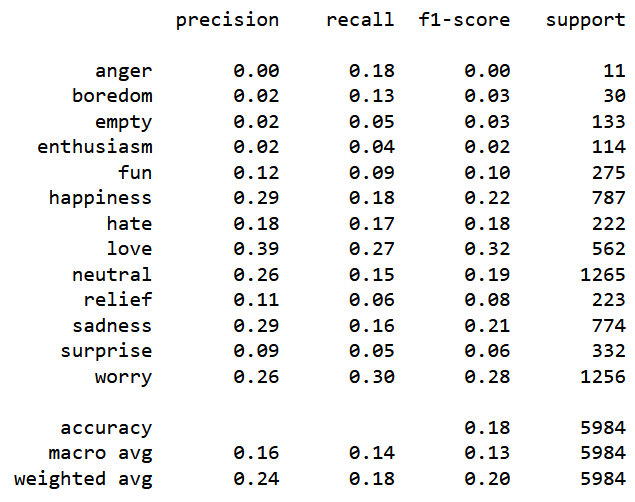 precision recall f1-score support
anger 0.00 0.18 0.00 11
boredom 0.02 0.13 0.03 30
empty 0.02 0.05 0.03 133
enthusiasm 0.02 0.04 0.02 114
fun 0.12 0.09 0.10 275
happiness 0.29 0.18 0.22 787
hate 0.18 0.17 0.18 222
love 0.39 0.27 0.32 562
neutral 0.26 0.15 0.19 1265
relief 0.11 0.06 0.08 223
sadness 0.29 0.16 0.21 774
surprise 0.09 0.05 0.06 332
worry 0.26 0.30 0.28 1256
accuracy 0.18 5984
macro avg 0.16 0.14 0.13 5984
weighted avg 0.24 0.18 0.20 5984